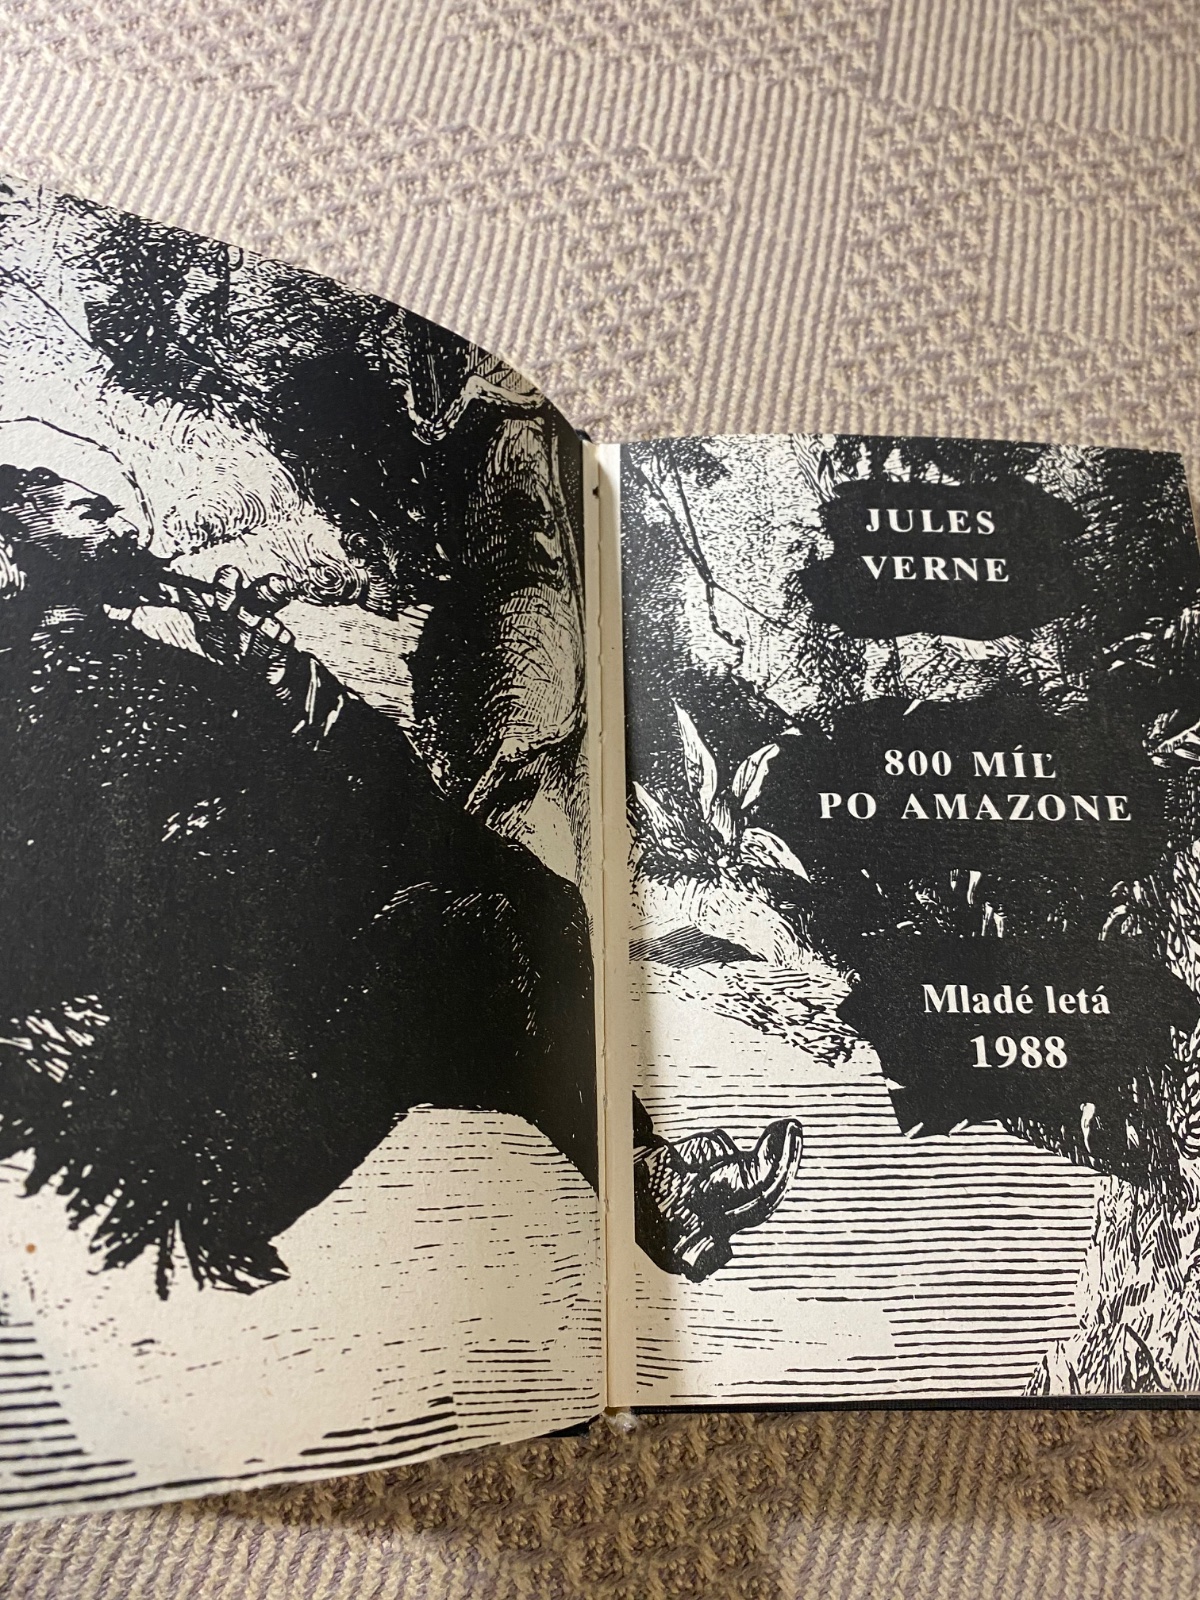 JULES
VERNE
800 MÍĽ
PO AMAZONE
Mladé letá
1988